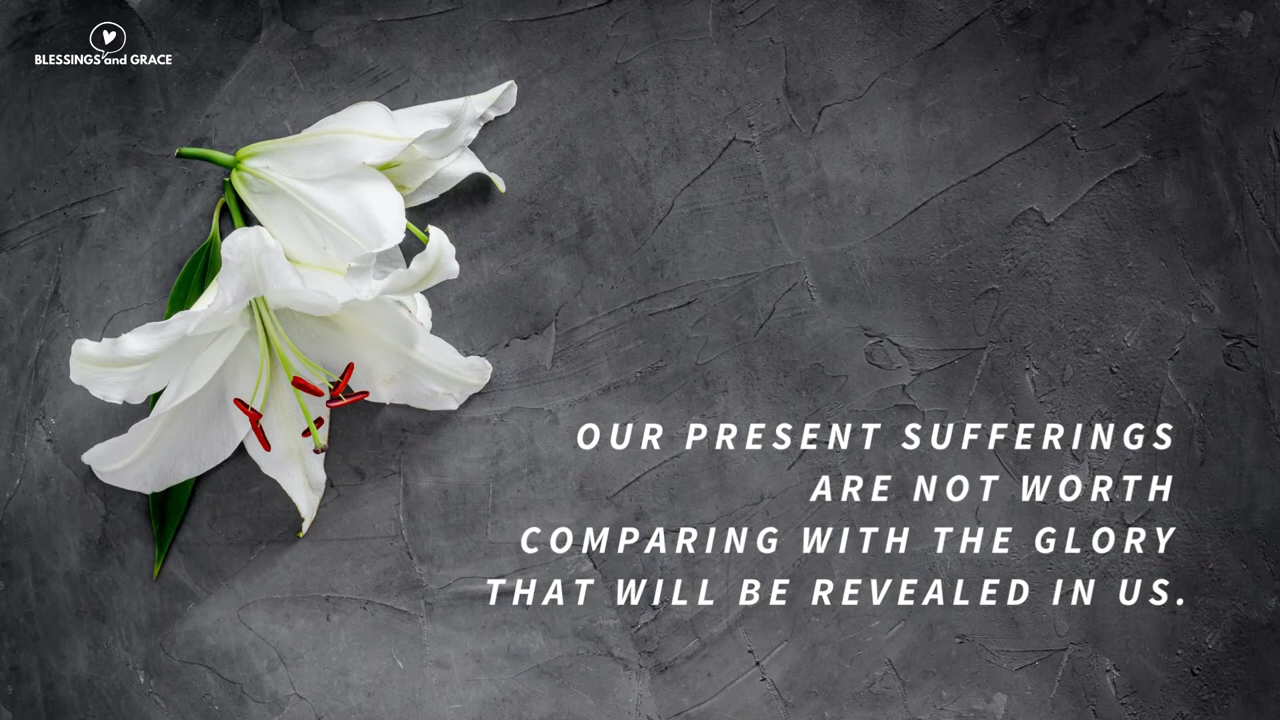 BLESSINGS and GRACE
OUR PRESENT SUFFERINGS
ARE NOT WORTH
COMPARING WITH THE GLORY
THAT WILL BE REVEALED IN US.